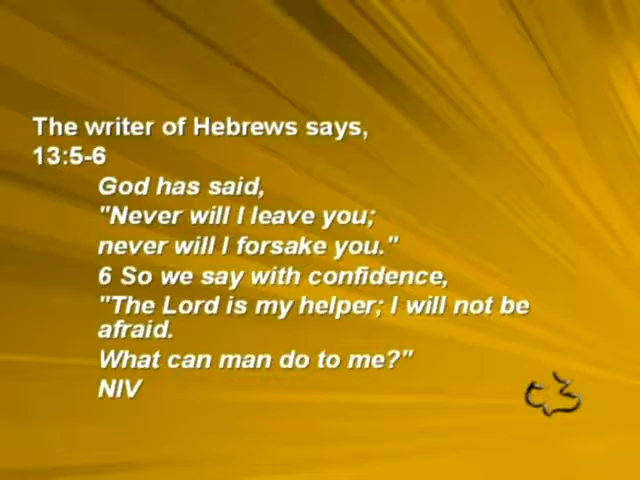 The writer of Hebrews says,
13:5-6
God has said,
"Never will I leave you;
never will I forsake you."
6 So we say with confidence,
"The Lord is my helper; I will not be
afraid.
What can man do to me?"
NIV